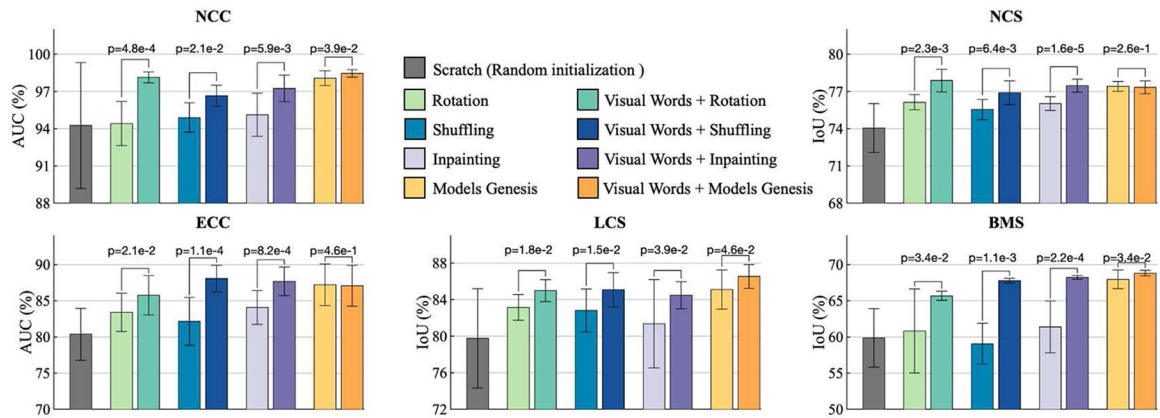 NCC
p=4.8e-4 p=2.1e-2 p=5.9e-3 p=3.9e-2
AUC (%)
100
97
94
91
88
Scratch (Random initialization )
Rotation
Visual Words + Rotation
Shuffling
Visual Words + Shuffling
Inpainting
Visual Words + Inpainting
Models Genesis
Visual Words + Models Genesis
NCS
p=2.3e-3 p=6.4e-3 p=1.6e-5 p=2.6e-1
IoU (%)
80
77
74
71
68
ECC
p=2.1e-2 p=1.1e-4 p=8.2e-4 p=4.6e-1
AUC (%)
90
85
80
75
70
LCS
p=1.8e-2 p=1.5e-2 p=3.9e-2 p=4.6e-2
IoU (%)
88
84
80
76
72
BMS
p=3.4e-2 p=1.1e-3 p=2.2e-4 p=3.4e-2
IoU (%)
70
65
60
55
50